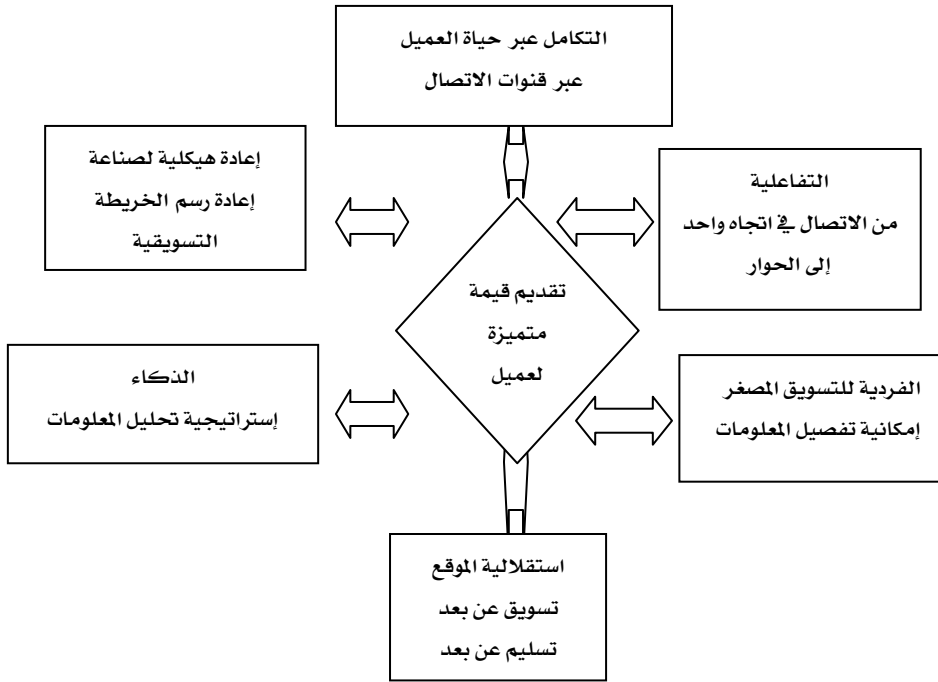 التكامل عبر حياة العميل
عبر قنوات الاتصال
التفاعلية
من الاتصال في اتجاه واحد
إلى الحوار
إعادة هيكلية لصناعة
إعادة رسم الخريطة
التسويقية
تقديم قيمة
متميزة
لعميل
الفردية للتسويق المصغر
إمكانية تفصيل المعلومات
الذكاء
إستراتيجية تحليل المعلومات
استقلالية الموقع
تسويق عن بعد
تسليم عن بعد